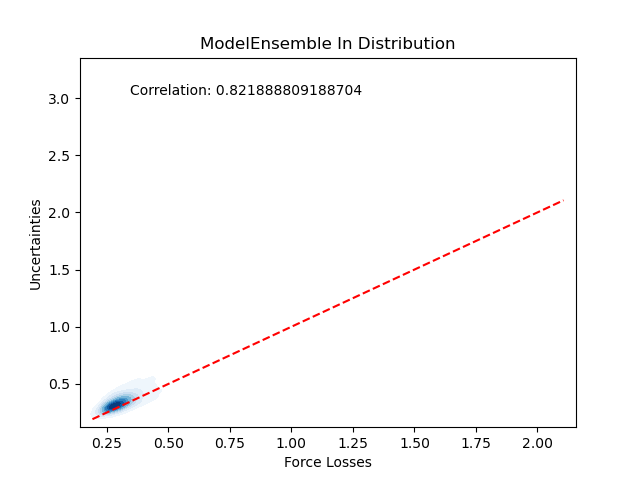 ModelEnsemble In Distribution
Correlation: 0.821888809188704
3.0
2.5
2.0
1.5
1.0
0.5
Uncertainties
0.25 0.50 0.75 1.00 1.25 1.50 1.75 2.00
Force Losses